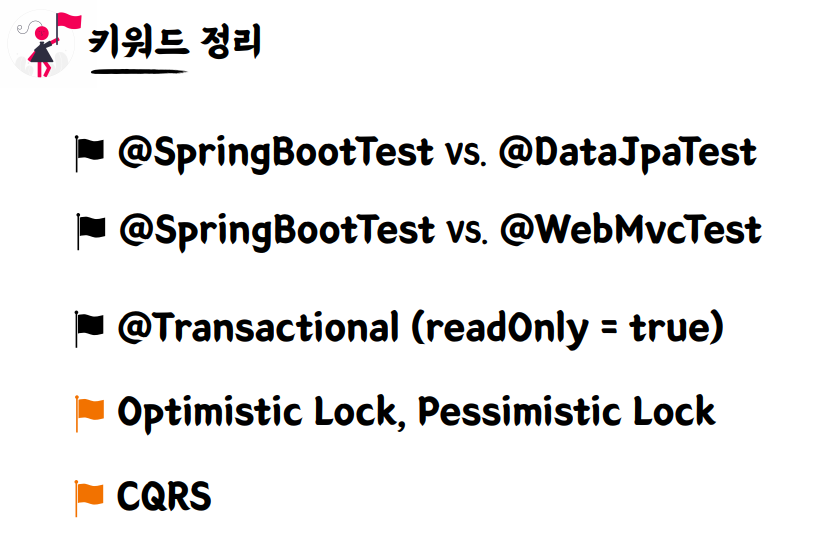 키워드 정리
@SpringBootTest vs. @DataJpaTest
@SpringBootTest vs. @WebMvcTest
@Transactional (readOnly = true)
Optimistic Lock, Pessimistic Lock
CQRS